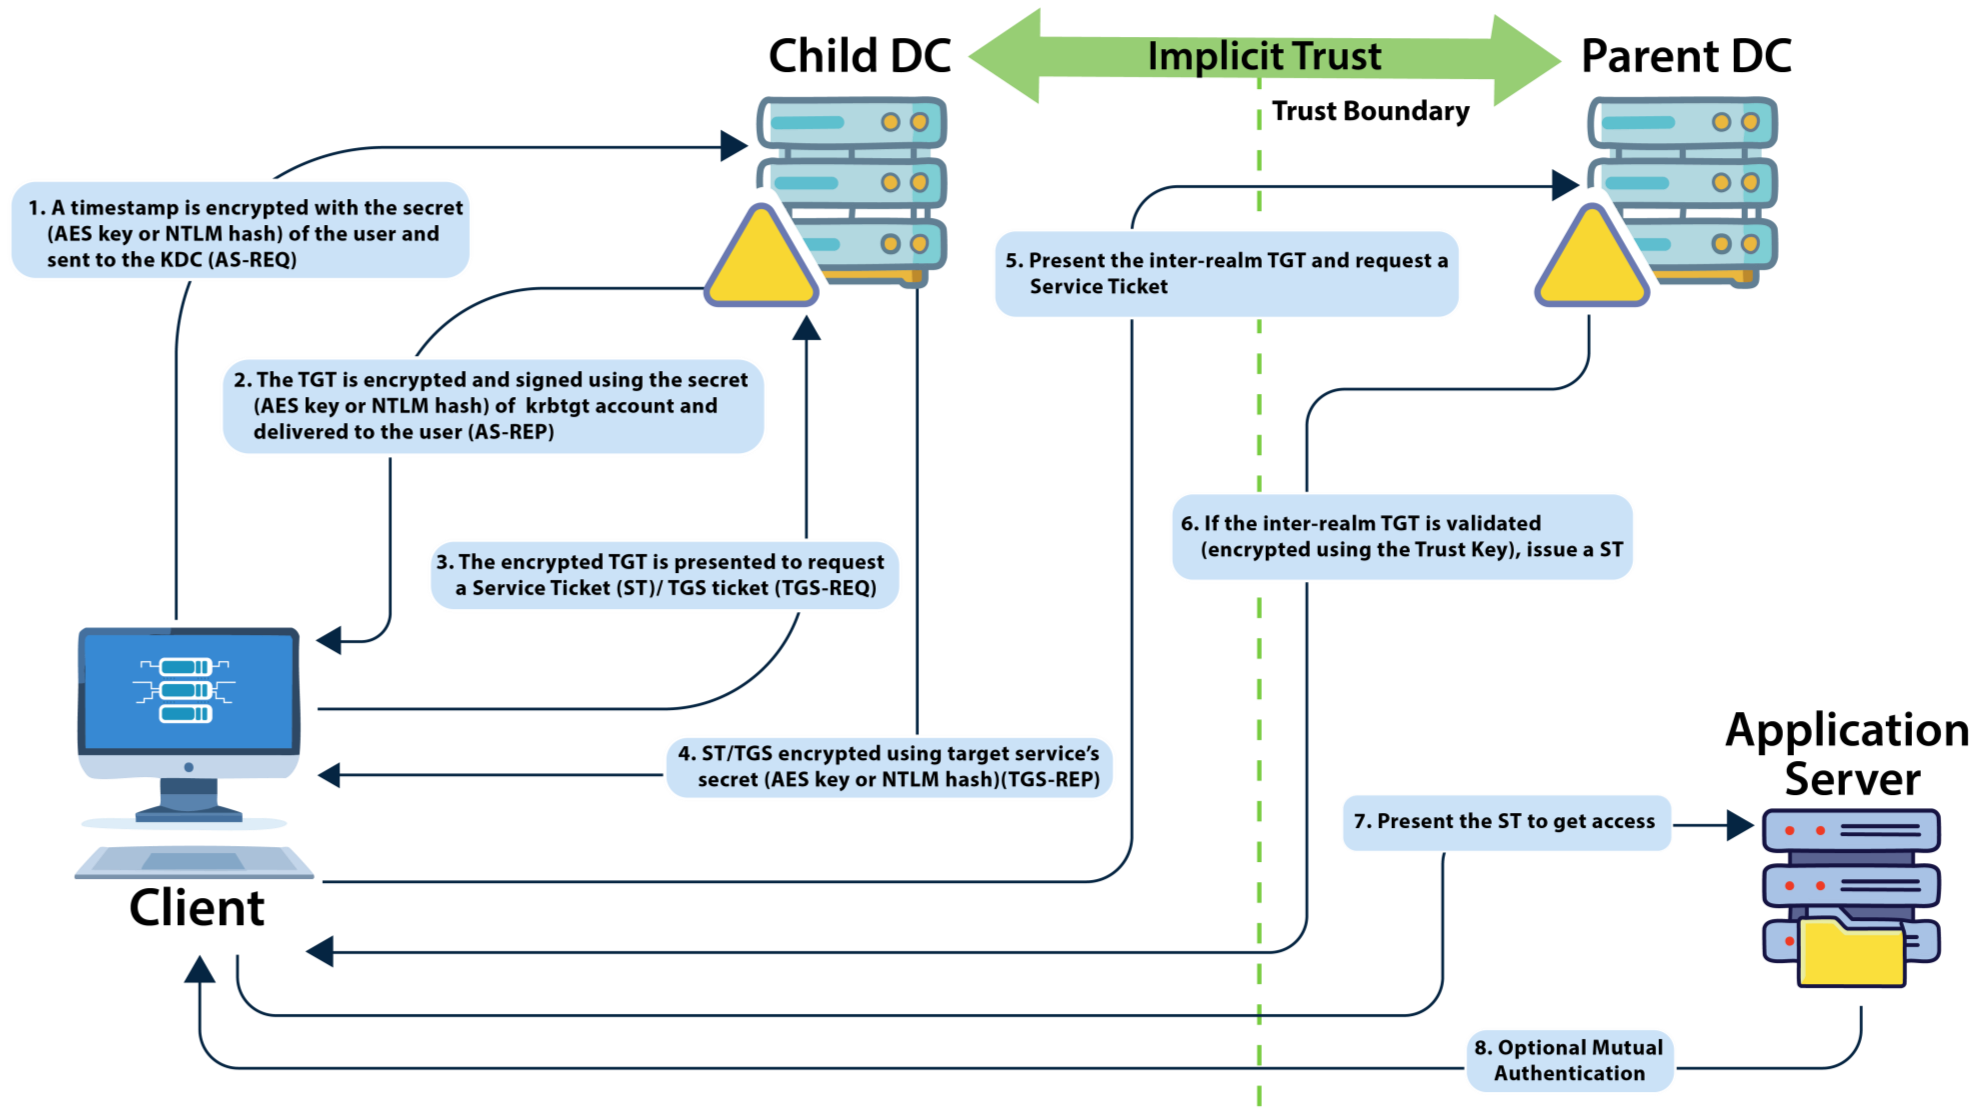 Child DC
Implicit Trust
Parent DC
Trust Boundary
1. A timestamp is encrypted with the secret
(AES key or NTLM hash) of the user and
sent to the KDC (AS-REQ)
5. Present the inter-realm TGT and request a
Service Ticket
2. The TGT is encrypted and signed using the secret
(AES key or NTLM hash) of krbtgt account and
delivered to the user (AS-REP)
6. If the inter-realm TGT is validated
(encrypted using the Trust Key), issue a ST
3. The encrypted TGT is presented to request
a Service Ticket (ST)/ TGS ticket (TGS-REQ)
4. ST/TGS encrypted using target service's
secret (AES key or NTLM hash)(TGS-REP)
Application
Server
7. Present the ST to get access
Client
8. Optional Mutual
Authentication